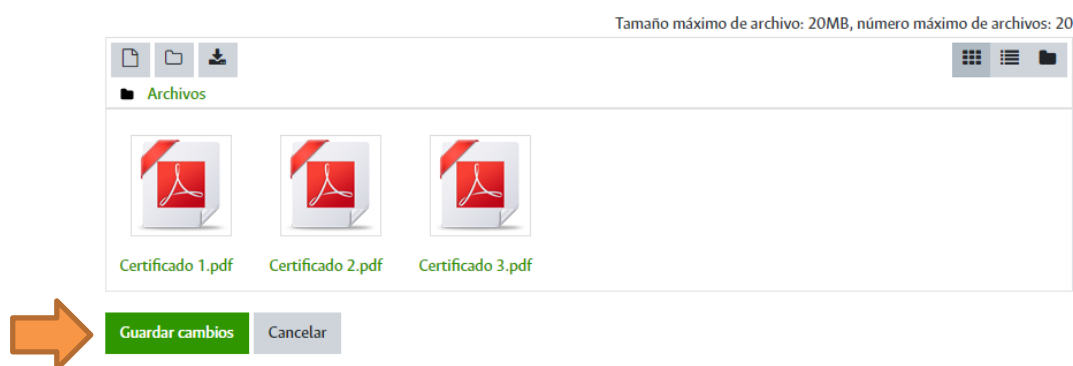 Tamaño máximo de archivo: 20MB, número máximo de archivos: 20
Archivos
Certificado 1.pdf Certificado 2.pdf Certificado 3.pdf
Guardar cambios Cancelar